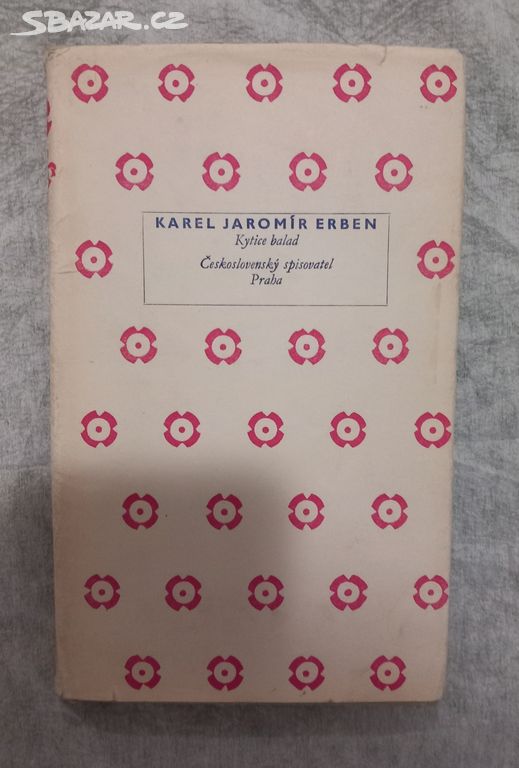 SBAZAR.CZ
KAREL JAROMÍR ERBEN
Kytice balad
Československý spisovatel
Praha